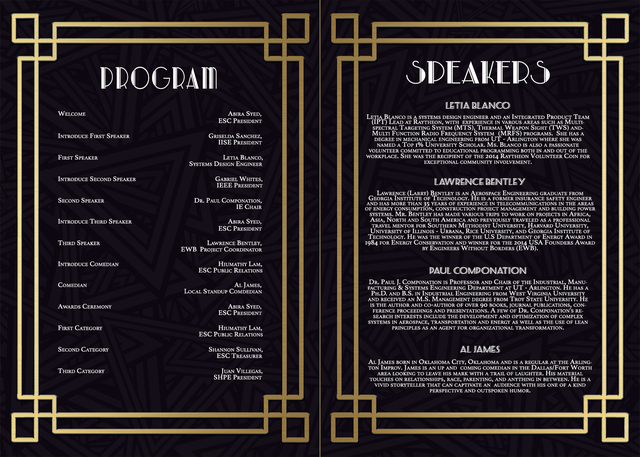 PROGRAM
Welcome Abira Syed,
ESC President
Introduce First Speaker Griselda Sanchez,
IISE President
First Speaker Letia Blanco,
Systems Design Engineer
Introduce Second Speaker Gabriel Whites,
IEEE President
Second Speaker Dr. Paul Componation,
IE Chair
Introduce Third Speaker Abira Syed,
ESC President
Third Speaker Lawrence Bentley,
EWB Project Coordinator
Introduce Comedian Hiumathy Lam,
ESC Public Relations
Comedian Al James,
Local Standup Comdedian
Awards Ceremony Abira Syed,
ESC President
First Category Hiumathy Lam,
ESC Public Relations
Second Category Shannon Sullivan,
ESC Treasurer
Third Category Juan Villegas,
SHPE President
SPEAKERS
LETIA BLANCO
Letia Blanco is a systems design engineer and an Integrated Product Team
(IPT) Lead at Raytheon, with experience in various areas such as Multi-
spectral Targeting System (MTS), Thermal Weapon Sight (TWS) and
Multi Function Radio Frequency System (MRFS) programs. She has a
degree in mechanical engineering from UT - Arlington where she was
named a Top 1% University Scholar. Ms. Blanco is also a passionate
volunteer committed to educational programming both in and out of the
workplace. She was the recipient of the 2014 Raytheon Volunteer Coin for
exceptional community involvement.
LAWRENCE BENTLEY
Lawrence (Larry) Bentley is an Aerospace Engineering graduate from
Georgia Institute of Technology. He is a former insurance safety engineer
and has more than 35 years of experience in telecommunications in the areas
of energy consumption, construction project management and building power
systems. Mr. Bentley has made various trips to work on projects in Africa,
Asia, North and South America and previously traveled as a professional
travel mentor for Southern Methodist University, Harvard University,
University of Illinois - Urbana, Rice University, and Georgia Institute of
Technology. He was the winner of the U.S Department of Energy Award in
1984 for Energy Conservation and winner for the 2014 USA Founders Award
by Engineers Without Borders (EWB).
PAUL COMPONATION
Dr. Paul J. Componation is Professor and Chair of the Industrial, Manu-
facturing & Systems Engineering Department at UT - Arlington. He has a
Ph.D. and B.S. in Industrial Engineering from West Virginia University
and received an M.S. Management degree from Troy State University. He
is the author and co-author of over 90 books, journal publications, con-
ference proceedings and presentations. A few of Dr. Componation's re-
search interests include the development and optimization of complex
systems in aerospace, transportation and energy as well as the use of lean
principles as an agent for organizational transformation.
AL JAMES
Al James born in Oklahoma City, Oklahoma and is a regular at the Arling-
ton Improv. James is an up and coming comedian in the Dallas/Fort Worth
area looking to leave his mark with a trail of laughter. His material
touches on relationships, race, parenting, and anything in between. He is a
vivid storyteller that can captivate an audience with his one of a kind
perspective and outspoken humor.